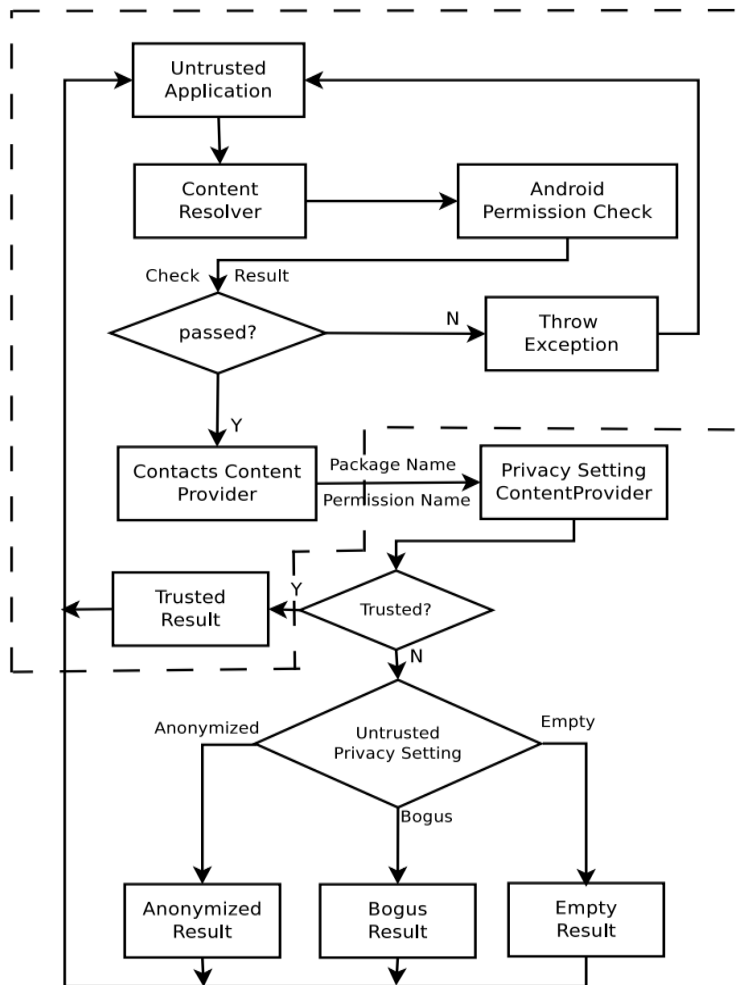 Untrusted
Application
Content
Resolver
Android
Permission Check
Check Result
passed?
N
Throw
Exception
Y
Contacts Content
Provider
Package Name
Permission Name
Privacy Setting
ContentProvider
Trusted
Result
Y
Trusted?
N
Anonymized
Untrusted
Privacy Setting
Empty
Bogus
Anonymized
Result
Bogus
Result
Empty
Result